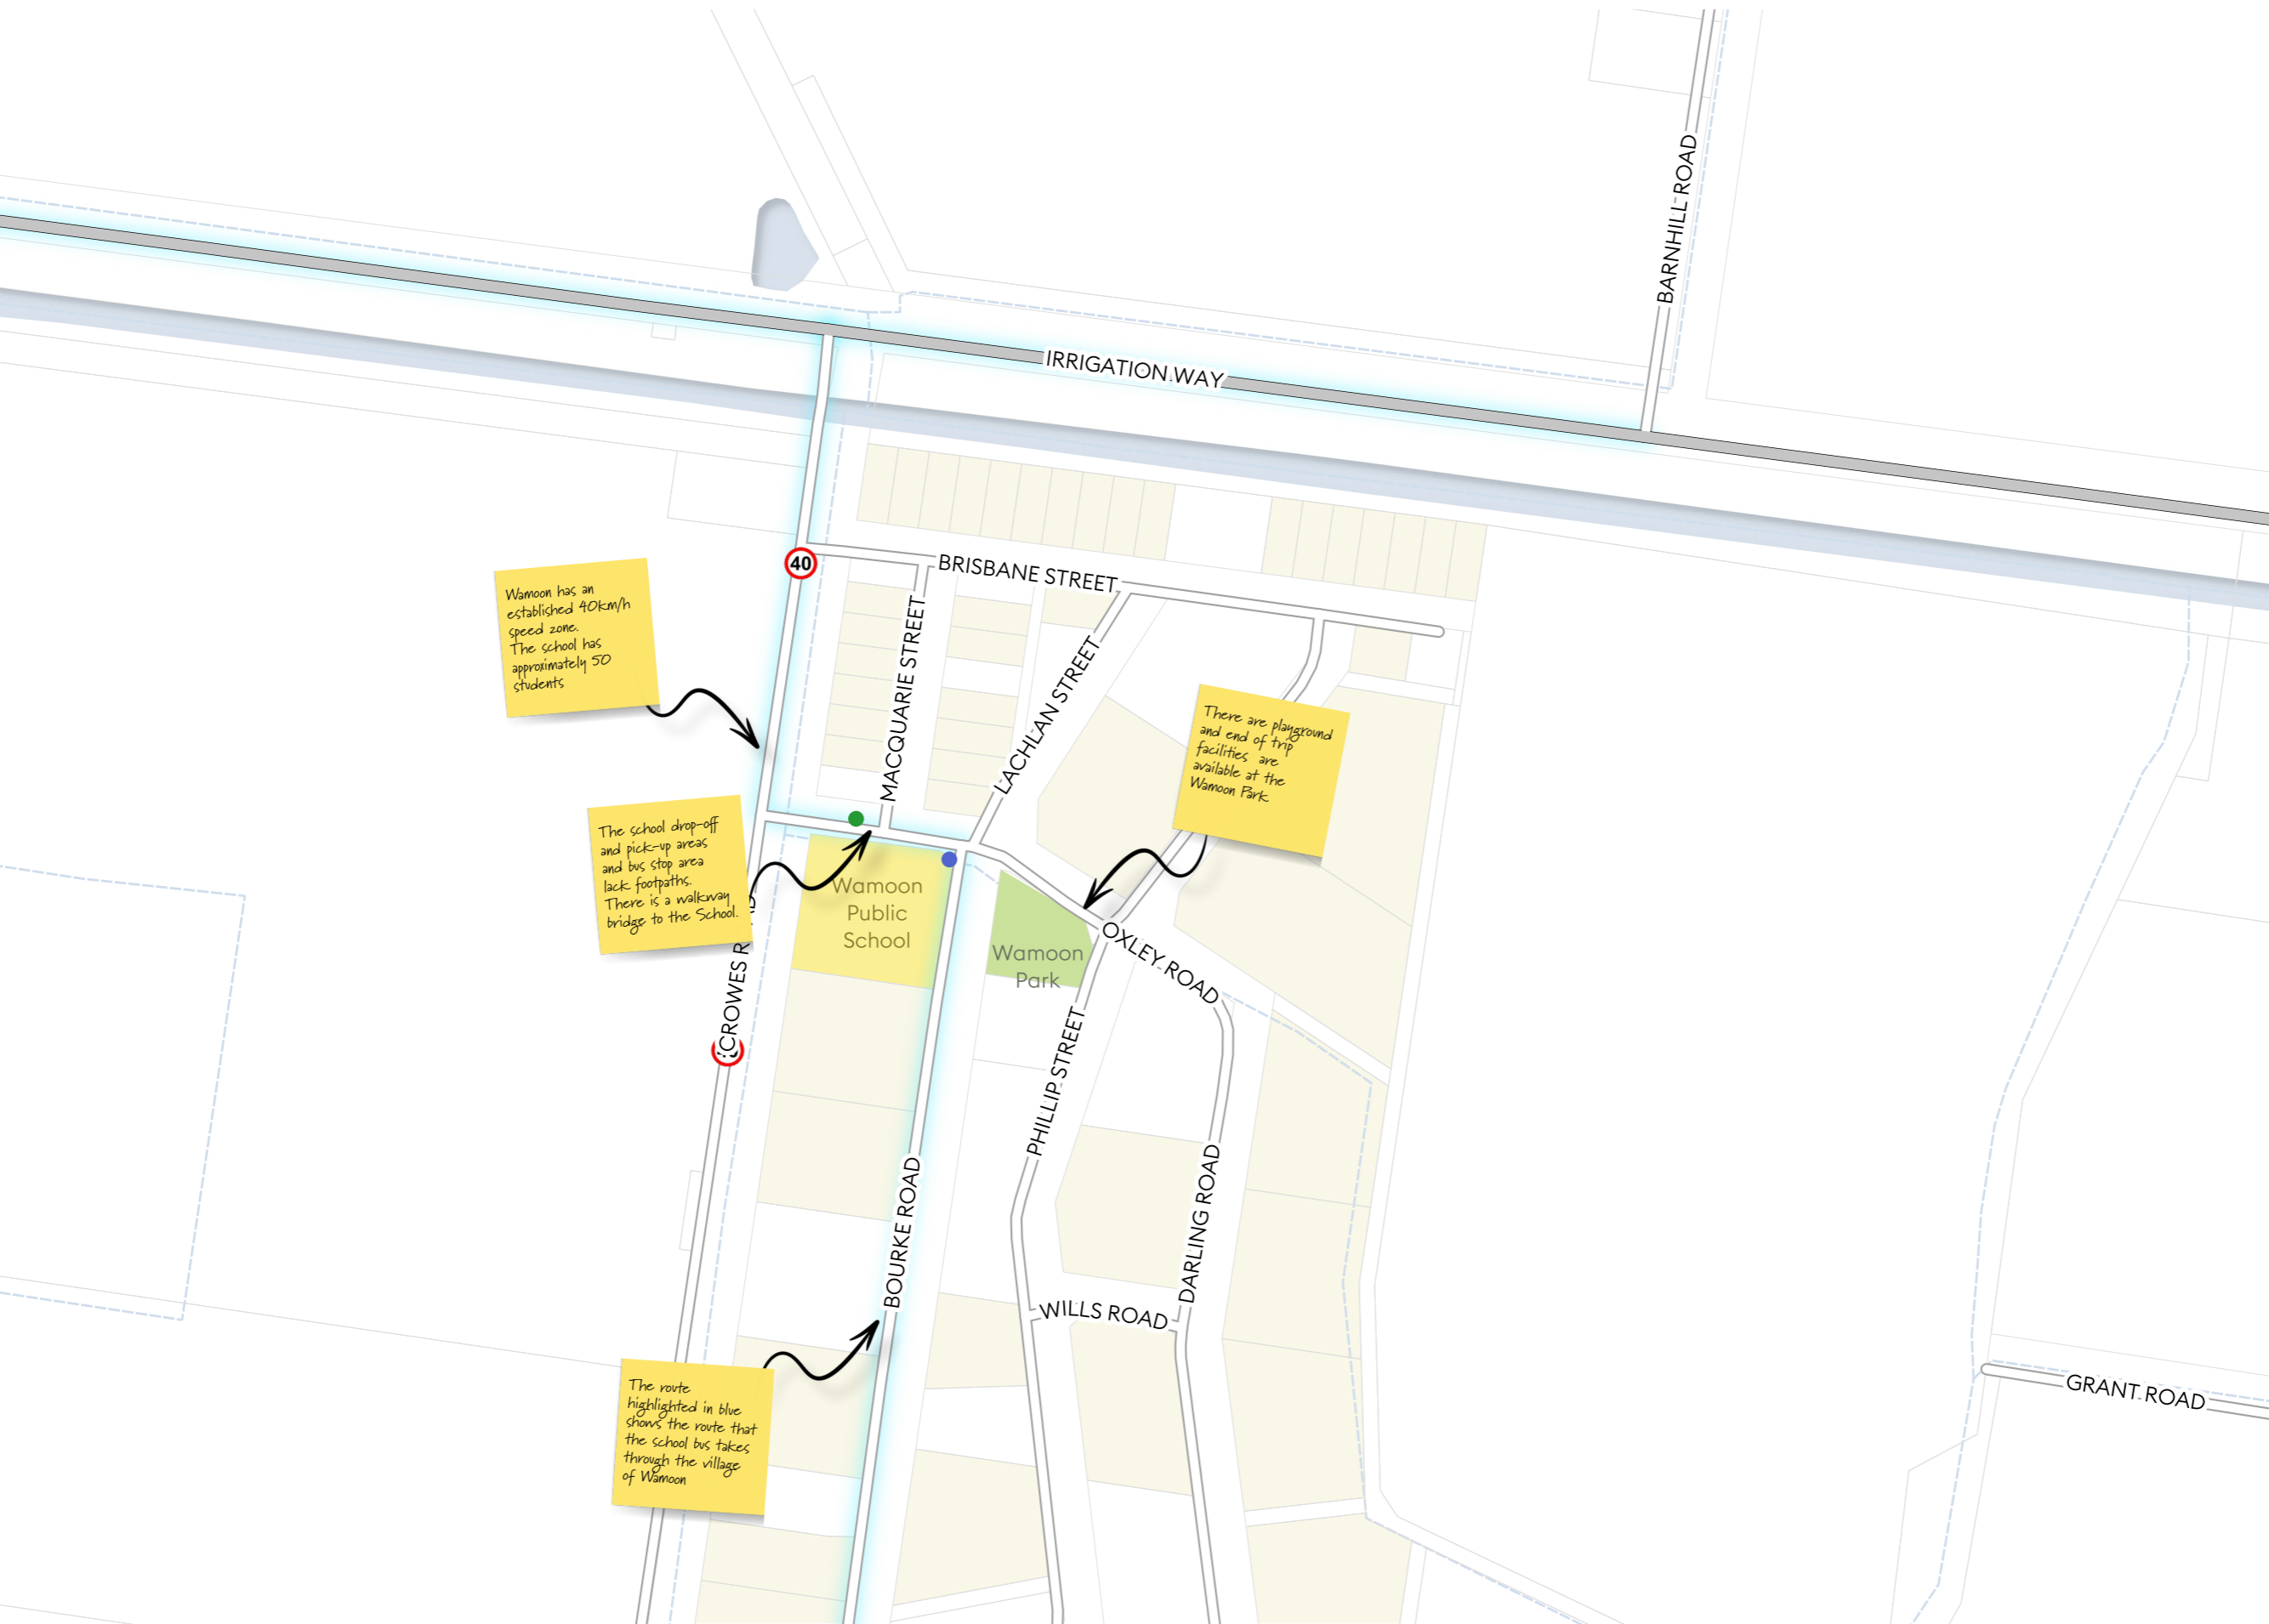 BARNHILL ROAD
IRRIGATION WAY
40
BRISBANE STREET
Wamoon has an
established 40km/h
speed zone.
The school has
approximately 50
students
MACQUARIE STREET
LACHLAN STREET
There are playground
and end of trip
facilities are
available at the
Wamoon Park
The school drop-off
and pick-up areas
and bus stop area
lack footpaths.
There is a walkway
bridge to the School.
Wamoon
Public
School
Wamoon
Park
OXLEY ROAD
CROWES
PHILLIP STREET
BOURKE ROAD
DARLING ROAD
WILLS ROAD
GRANT ROAD
The route
highlighted in blue
shows the route that
the school bus takes
through the village
of Wamoon